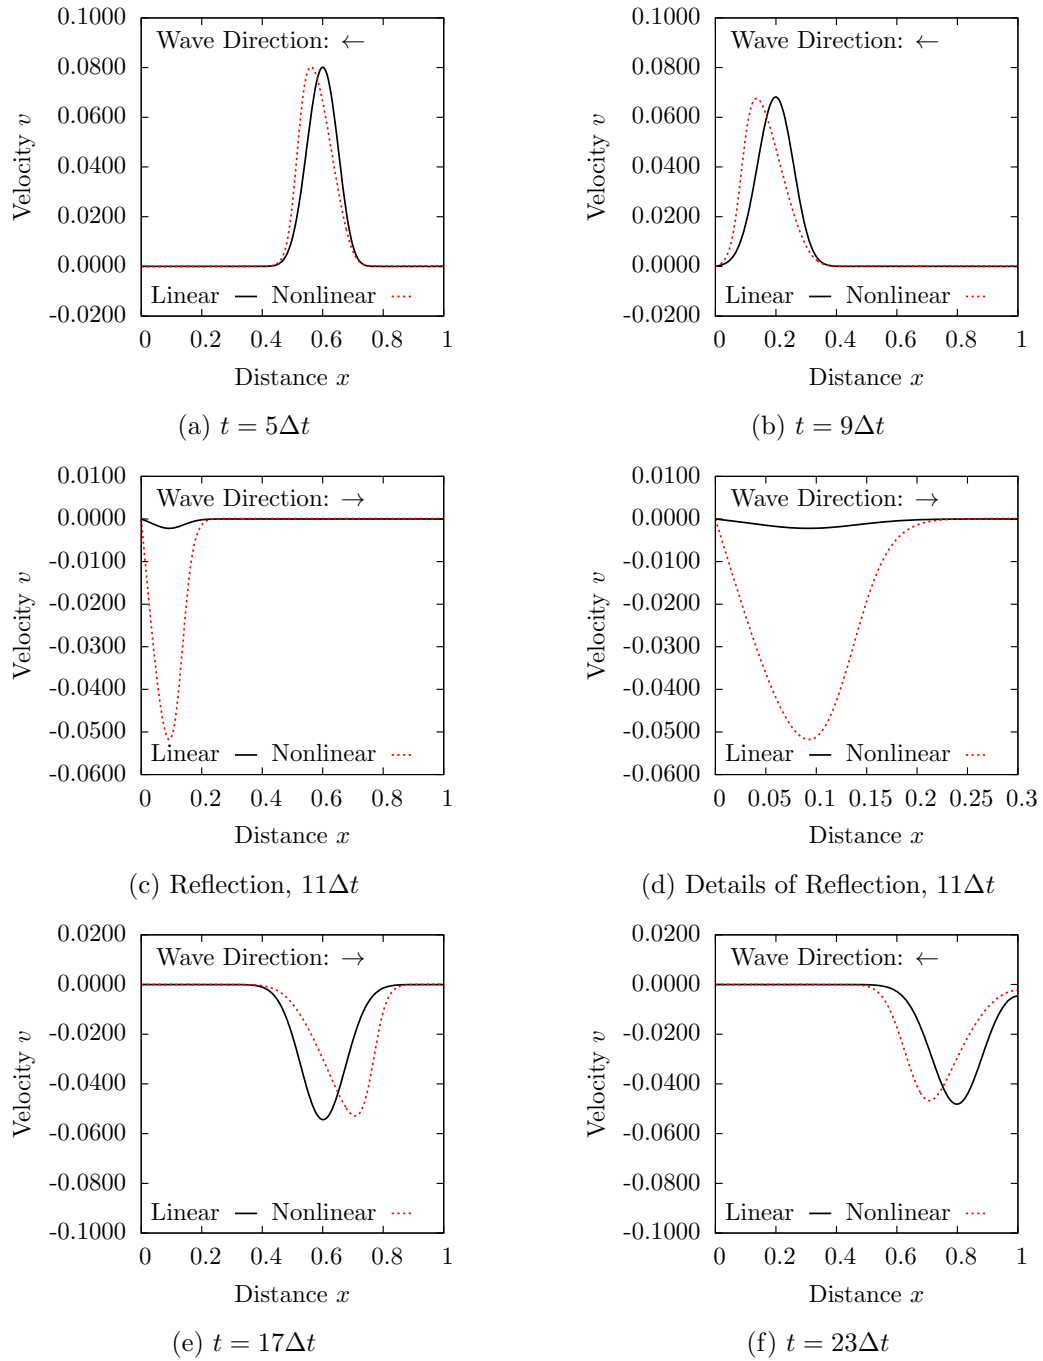 0.1000
0.0800
0.0600
0.0400
0.0200
0.0000
-0.0200
Velocity v
Wave Direction: ←
Linear Nonlinear
0 0.2 0.4 0.6 0.8 1
Distance x
(a) t = 5Δt
0.1000
0.0800
0.0600
0.0400
0.0200
0.0000
-0.0200
Velocity v
Wave Direction: ←
Linear Nonlinear
0 0.2 0.4 0.6 0.8 1
Distance x
(b) t = 9Δt
0.0100
0.0000
-0.0100
-0.0200
-0.0300
-0.0400
-0.0500
-0.0600
Velocity v
Wave Direction: →
Linear Nonlinear
0 0.2 0.4 0.6 0.8 1
Distance x
(c) Reflection, 11Δt
0.0100
0.0000
-0.0100
-0.0200
-0.0300
-0.0400
-0.0500
-0.0600
Velocity v
Wave Direction: →
Linear Nonlinear
0 0.05 0.1 0.15 0.2 0.25 0.3
Distance x
(d) Details of Reflection, 11Δt
0.0200
0.0000
-0.0200
-0.0400
-0.0600
-0.0800
-0.1000
Velocity v
Wave Direction: →
Linear Nonlinear
0 0.2 0.4 0.6 0.8 1
Distance x
(e) t = 17Δt
0.0200
0.0000
-0.0200
-0.0400
-0.0600
-0.0800
-0.1000
Velocity v
Wave Direction: ←
Linear Nonlinear
0 0.2 0.4 0.6 0.8 1
Distance x
(f) t = 23Δt